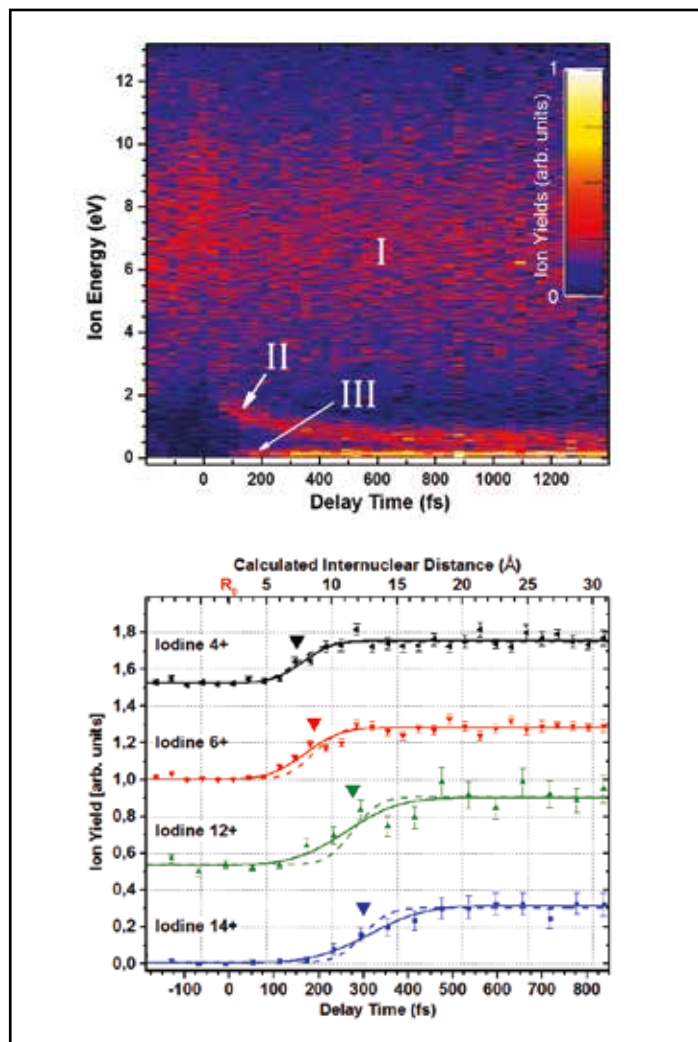 12
10
8
6
4
2
0
Ion Energy (eV)
I
II
III
1
0
Ion Yields (arb. units)
0 200 400 600 800 1000 1200
Delay Time (fs)
Calculated Internuclear Distance (Å)
R₀ 5 10 15 20 25 30
1,8
1,6
1,4
1,2
1,0
0,8
0,6
0,4
0,2
0,0
Ion Yield [arb. units]
Iodine 4+
Iodine 6+
Iodine 12+
Iodine 14+
-100 0 100 200 300 400 500 600 700 800
Delay Time (fs)